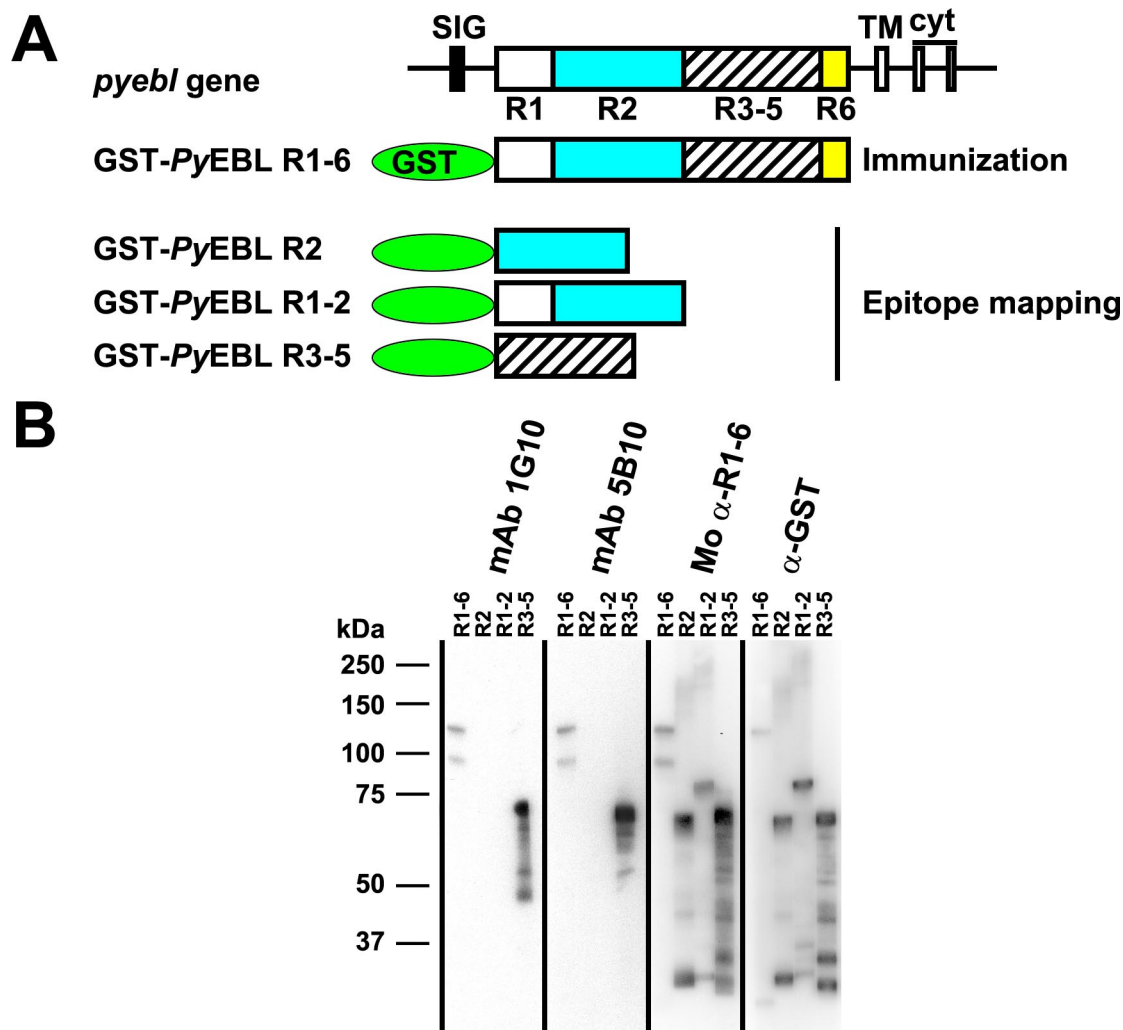 A
SIG
TM
cyt
pyebl gene
R1
R2
R3-5
R6
GST-PyEBL R1-6
GST
Immunization
GST-PyEBL R2
GST-PyEBL R1-2
GST-PyEBL R3-5
Epitope mapping
B
mAb 1G10
mAb 5B10
Mo α-R1-6
α-GST
R1-6
R2
R1-2
R3-5
R1-6
R2
R1-2
R3-5
R1-6
R2
R1-2
R3-5
R1-6
R2
R1-2
R3-5
kDa
250
150
100
75
50
37